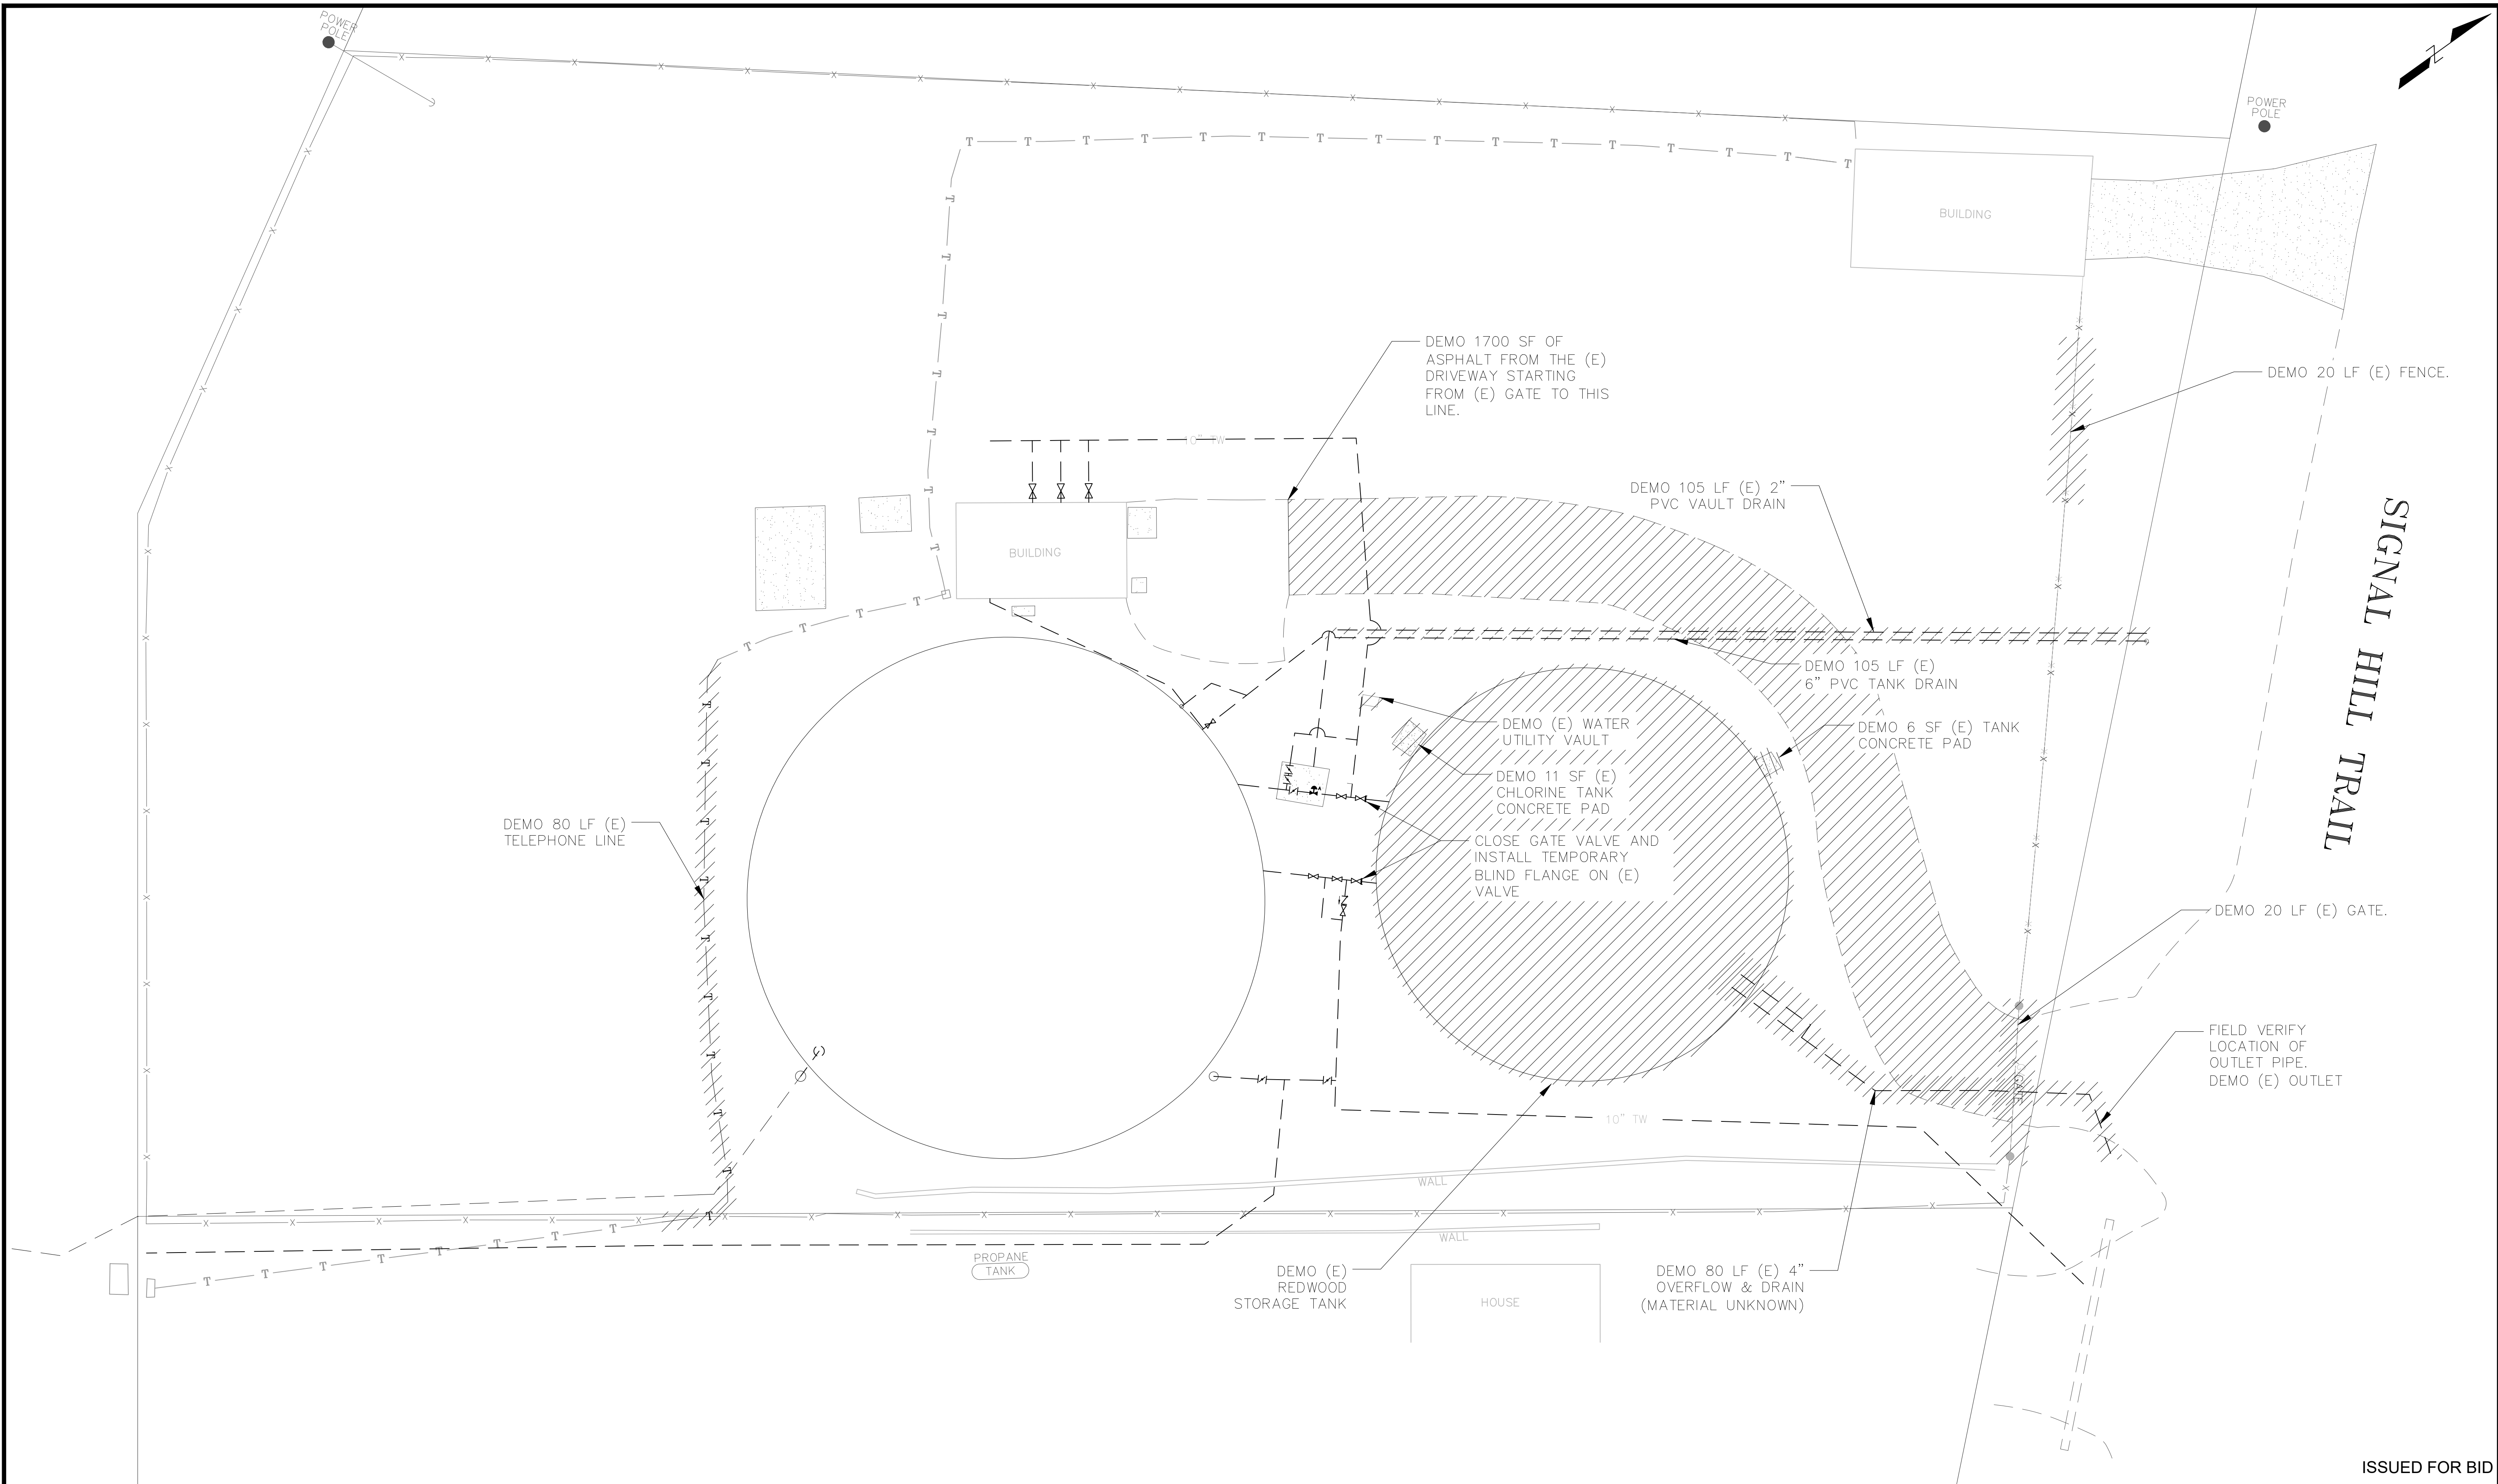 POWER
POLE
N
POWER
POLE
BUILDING
DEMO 1700 SF OF
ASPHALT FROM THE (E)
DRIVEWAY STARTING
FROM (E) GATE TO THIS
LINE.
DEMO 20 LF (E) FENCE.
10" TW
DEMO 105 LF (E) 2"
PVC VAULT DRAIN
BUILDING
SIGNAL HILL TRAIL
DEMO 105 LF (E)
6" PVC TANK DRAIN
DEMO (E) WATER
UTILITY VAULT
DEMO 6 SF (E) TANK
CONCRETE PAD
DEMO 11 SF (E)
CHLORINE TANK
CONCRETE PAD
DEMO 80 LF (E)
TELEPHONE LINE
CLOSE GATE VALVE AND
INSTALL TEMPORARY
BLIND FLANGE ON (E)
VALVE
DEMO 20 LF (E) GATE.
FIELD VERIFY
LOCATION OF
OUTLET PIPE.
DEMO (E) OUTLET
GATE
10" TW
WALL
WALL
PROPANE
TANK
DEMO (E)
REDWOOD
STORAGE TANK
HOUSE
DEMO 80 LF (E) 4"
OVERFLOW & DRAIN
(MATERIAL UNKNOWN)
ISSUED FOR BID